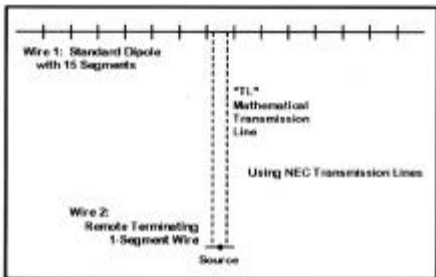 Wire 1: Standard Dipole
with 15 Segments
"TL"
Mathematical
Transmission
Line
Using NEC Transmission Lines
Wire 2:
Remote Terminating
1-Segment Wire
Source